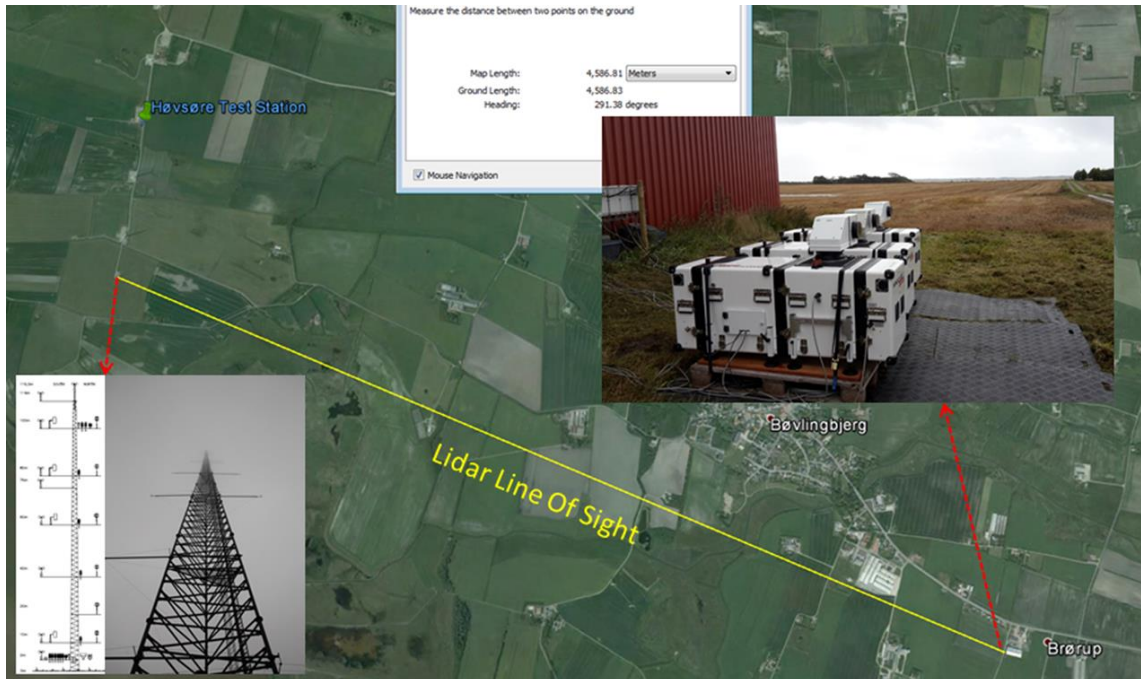 Measure the distance between two points on the ground
Map Length: 4,586.81 Meters
Ground Length: 4,586.83
Heading: 291.38 degrees
Mouse Navigation
Høvsøre Test Station
Bøvlingbjerg
Lidar Line Of Sight
Brørup